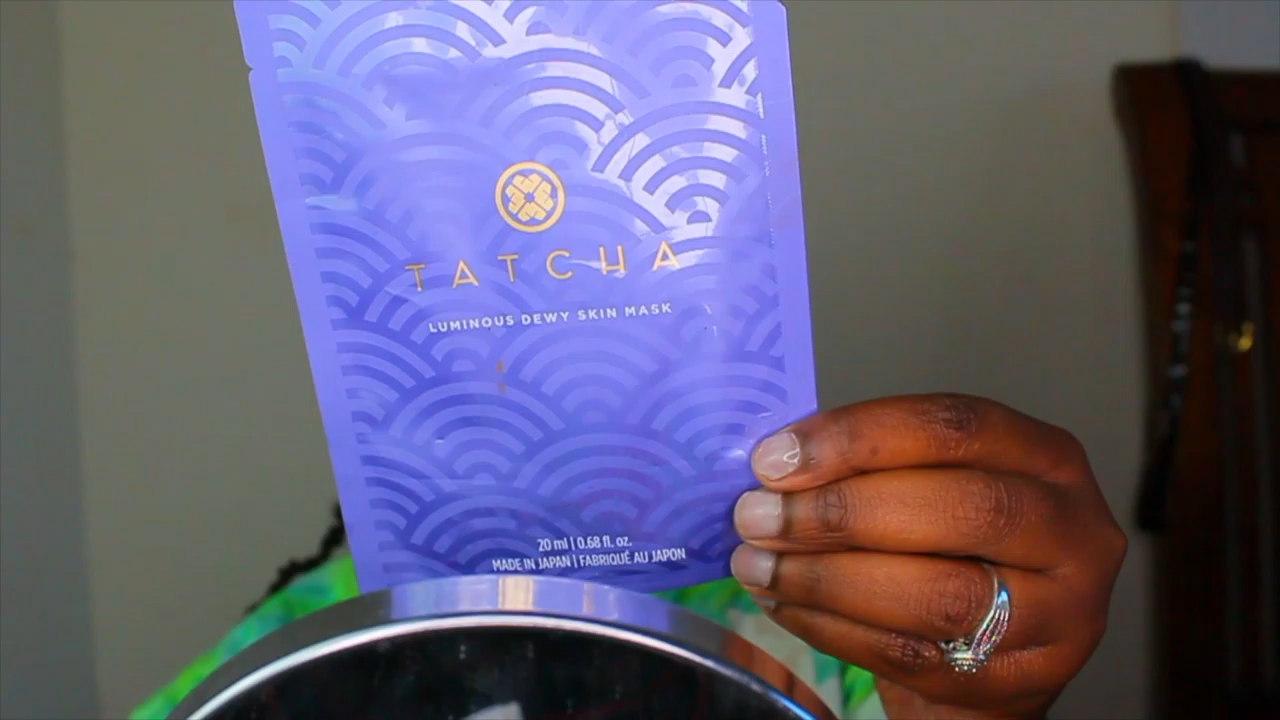 TATCHA
LUMINOUS DEWY SKIN MASK
20 ml | 0.68 fl. oz.
MADE IN JAPAN | FABRIQUÉ AU JAPON